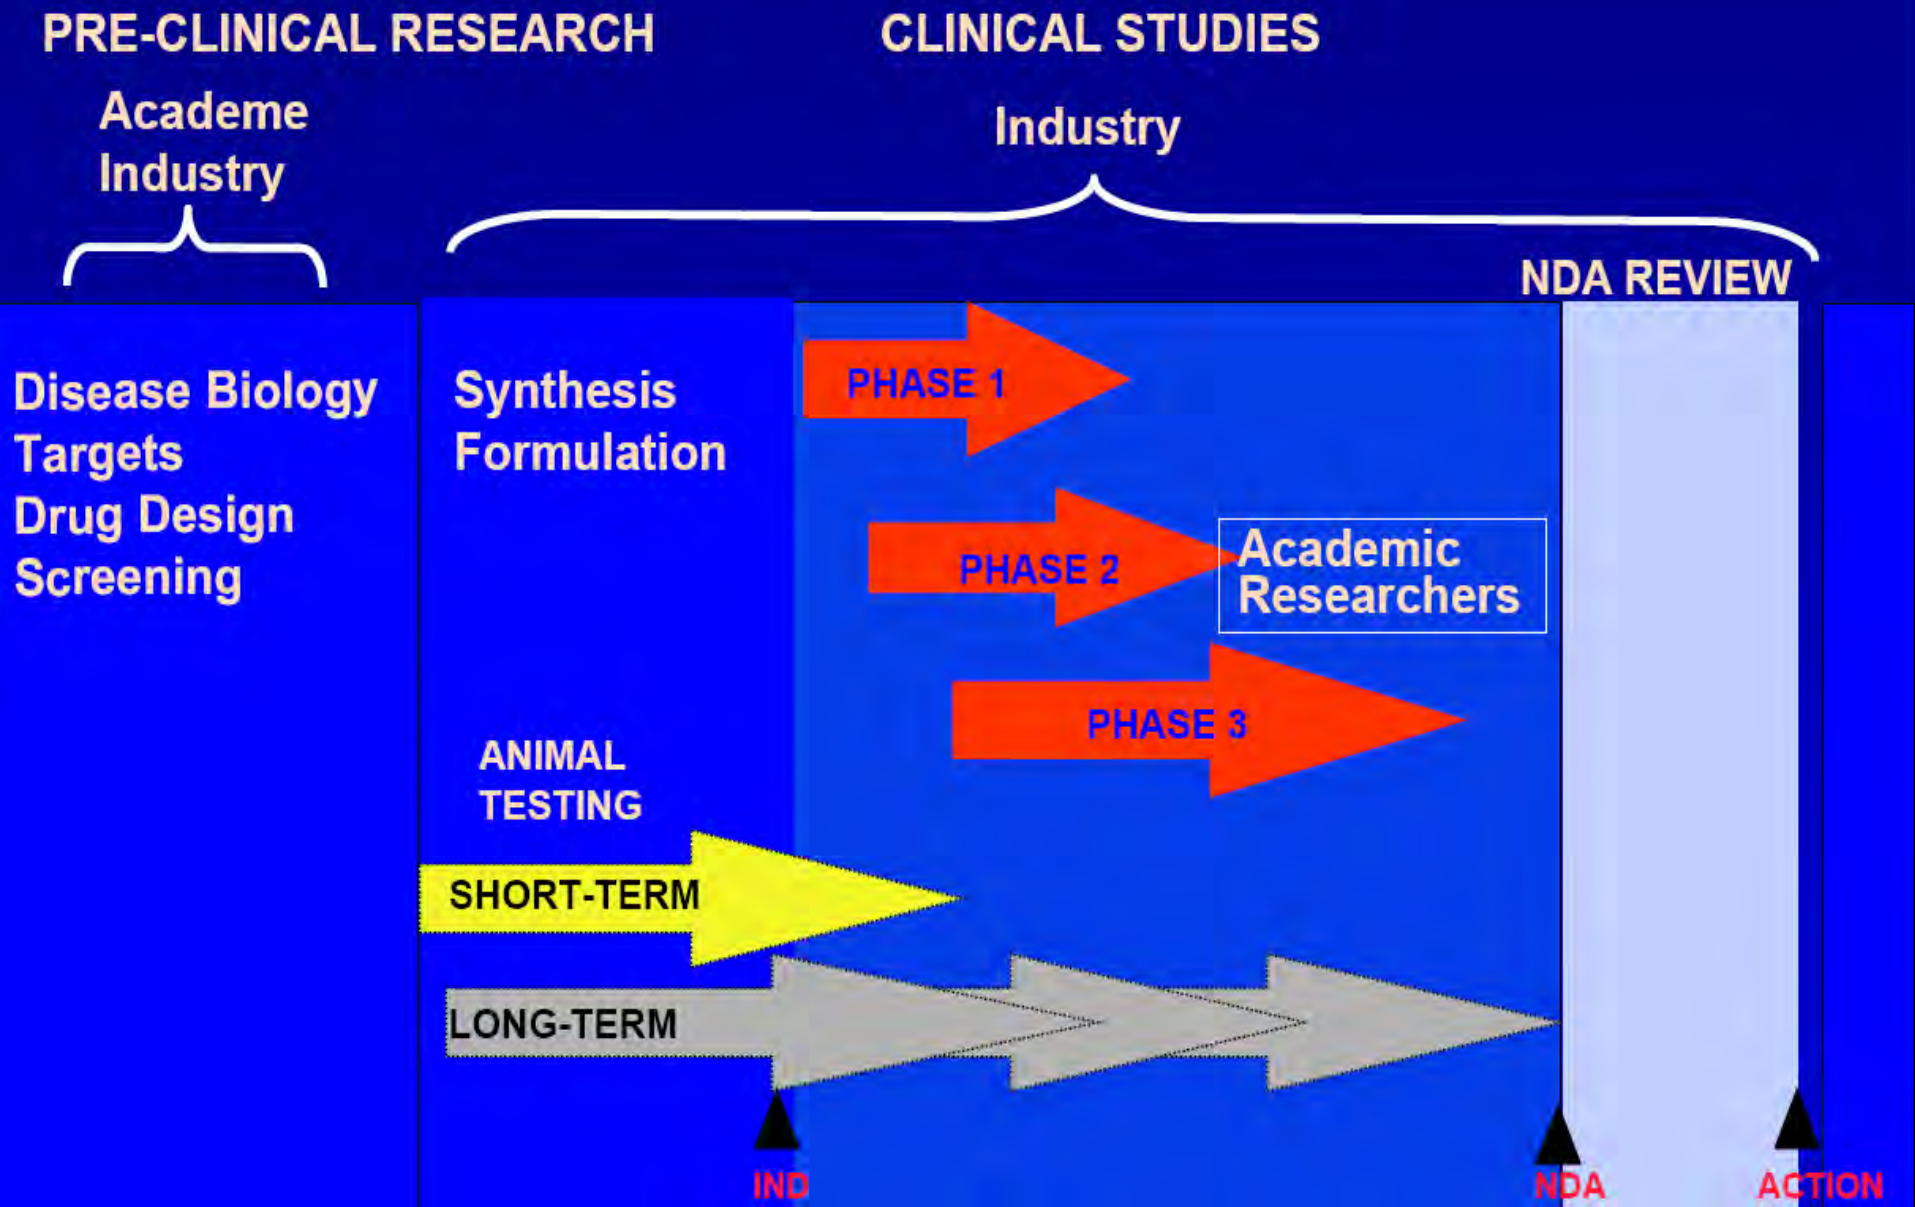 PRE-CLINICAL RESEARCH
CLINICAL STUDIES
Academe
Industry
Industry
NDA REVIEW
Disease Biology
Targets
Drug Design
Screening
Synthesis
Formulation
PHASE 1
PHASE 2
Academic
Researchers
PHASE 3
ANIMAL
TESTING
SHORT-TERM
LONG-TERM
IND
NDA
ACTION